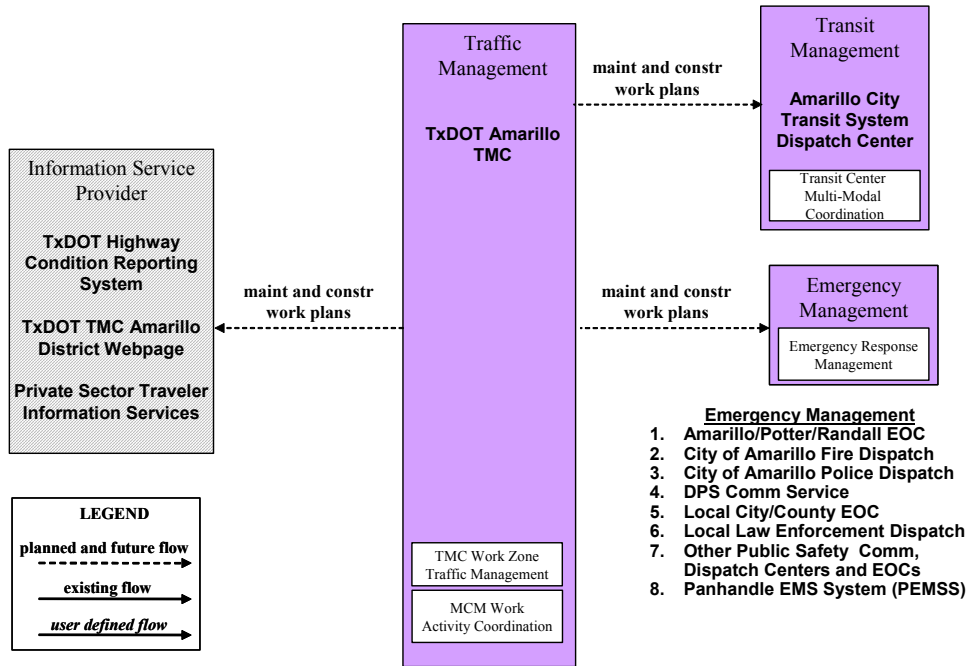 Traffic
Management
TxDOT Amarillo
TMC
TMC Work Zone
Traffic Management
MCM Work
Activity Coordination
maint and constr
work plans
Transit
Management
Amarillo City
Transit System
Dispatch Center
Transit Center
Multi-Modal
Coordination
Information Service
Provider
TxDOT Highway
Condition Reporting
System
TxDOT TMC Amarillo
District Webpage
Private Sector Traveler
Information Services
maint and constr
work plans
maint and constr
work plans
Emergency
Management
Emergency Response
Management
Emergency Management
1. Amarillo/Potter/Randall EOC
2. City of Amarillo Fire Dispatch
3. City of Amarillo Police Dispatch
4. DPS Comm Service
5. Local City/County EOC
6. Local Law Enforcement Dispatch
7. Other Public Safety Comm,
Dispatch Centers and EOCs
8. Panhandle EMS System (PEMSS)
LEGEND
planned and future flow
existing flow
user defined flow